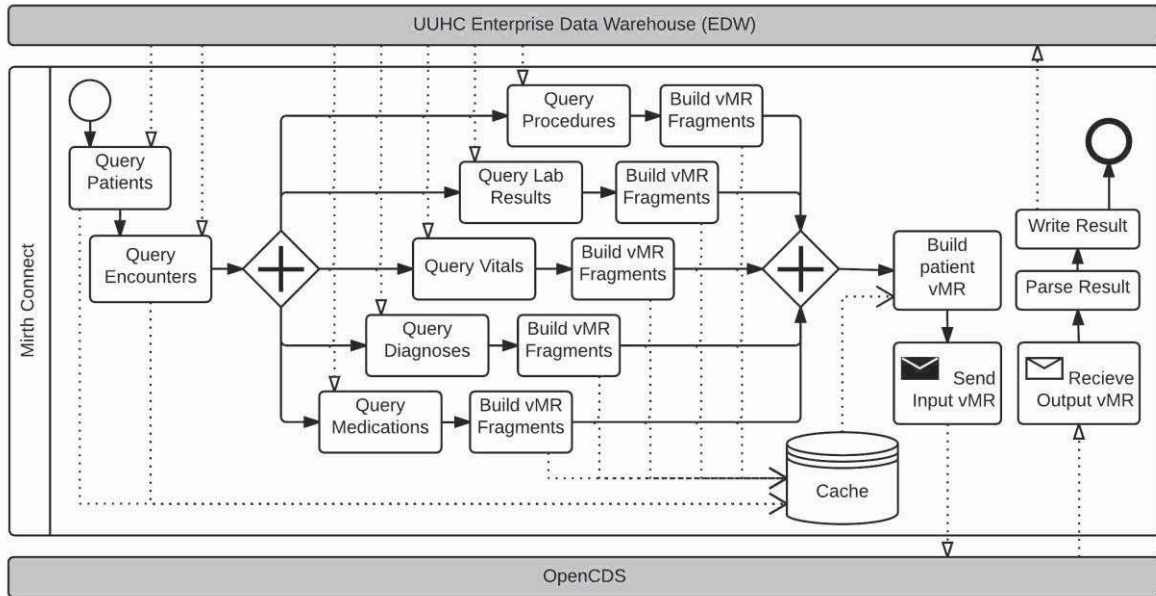 UUHC Enterprise Data Warehouse (EDW)
Mirth Connect
Query
Patients
Query
Encounters
Query
Procedures
Build vMR
Fragments
Query Lab
Results
Build vMR
Fragments
Query Vitals
Build vMR
Fragments
Query
Diagnoses
Build vMR
Fragments
Query
Medications
Build vMR
Fragments
Cache
Build
patient
vMR
Send
Input vMR
Write Result
Parse Result
Recieve
Output vMR
OpenCDS